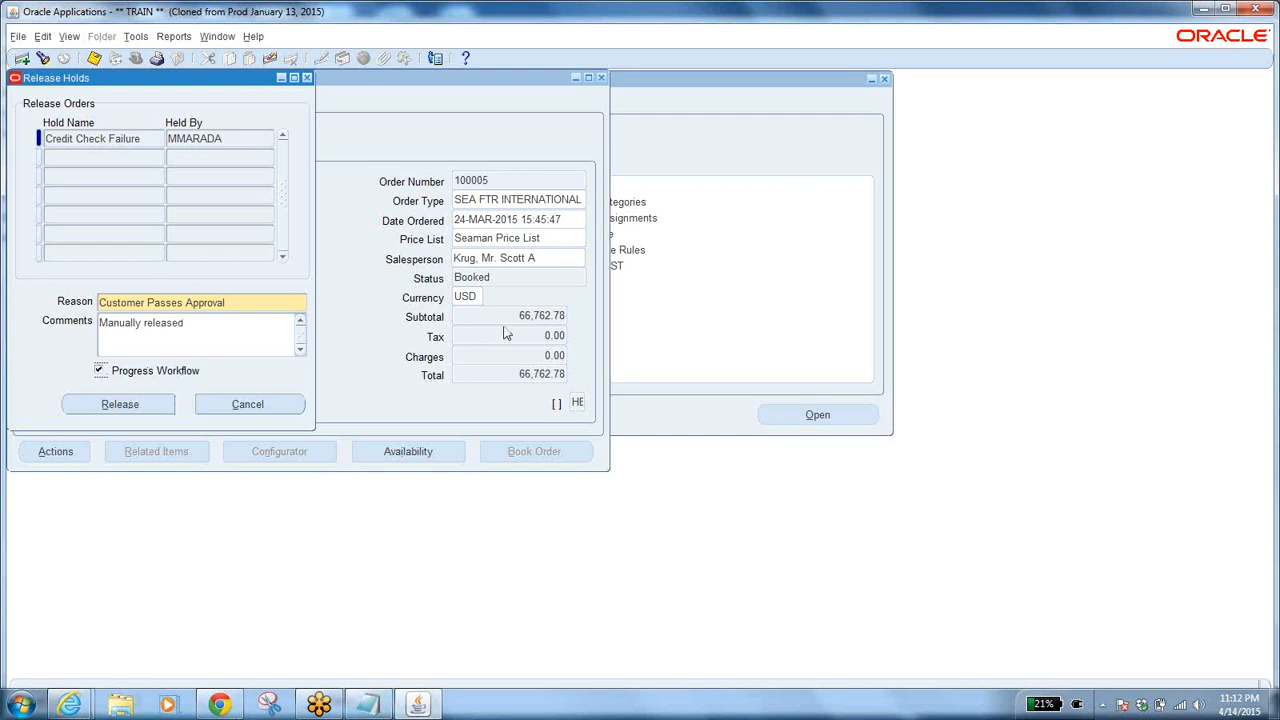 Oracle Applications - ** TRAIN ** (Cloned from Prod January 13, 2015)
File Edit View Folder Tools Reports Window Help
ORACLE
Release Holds
Release Orders
Hold Name Held By
Credit Check Failure MMARADA
Reason Customer Passes Approval
Comments Manually released
Progress Workflow
Release Cancel
Order Number 100005
Order Type SEA FTR INTERNATIONAL
Date Ordered 24-MAR-2015 15:45:47
Price List Seaman Price List
Salesperson Krug, Mr. Scott A
Status Booked
Currency USD
Subtotal 66,762.78
Tax 0.00
Charges 0.00
Total 66,762.78
[ ]
Actions Related Items Configurator Availability Book Order
Open
21%
11:12 PM
4/14/2015